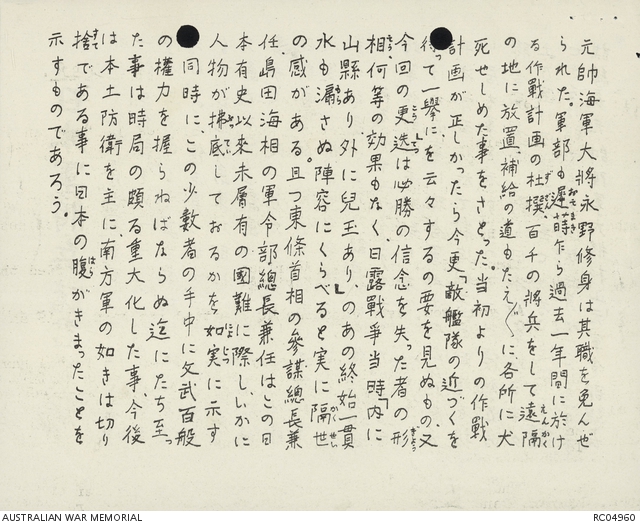 元帥海軍大將永野修身は其職を免んぜ
られた。軍部も遅時乍ら過去一年間に於け
る作戰計画の杜撰、百千の將兵をして遠隔
の地に放置、補給の道もたえ〲に、各所に犬
死せしめた事をさとった。当初よりの作戰
計画が正しかったら今更「敵艦隊の近づくを
待って一擧に」を云々するの要を見ぬもの、又
今回の更迭は必勝の信念を失った者の形
相、何等の効果もなく、日露戰爭当時「内に
山縣あり、外に兒玉あり」のあの終始一貫
水も漏さぬ陣容にくらべると実に隔世
の感がある。且つ東條首相の參謀總長兼
任、島田海相の軍令部總長兼任はこの日
本有史以來未曾有の國難に際し、いかに
人物が拂底しておるかを如実に示す
と同時に、この少數者の手中に文武百般
の權力を握らねばならぬ迄にたち至っ
た事は時局の頗る重大化した事、今後
は本土防衛を主に、南方軍の如きは切り
捨である事に日本の腹がきまったことを
示すものであろう。
AUSTRALIAN WAR MEMORIAL
RC04960